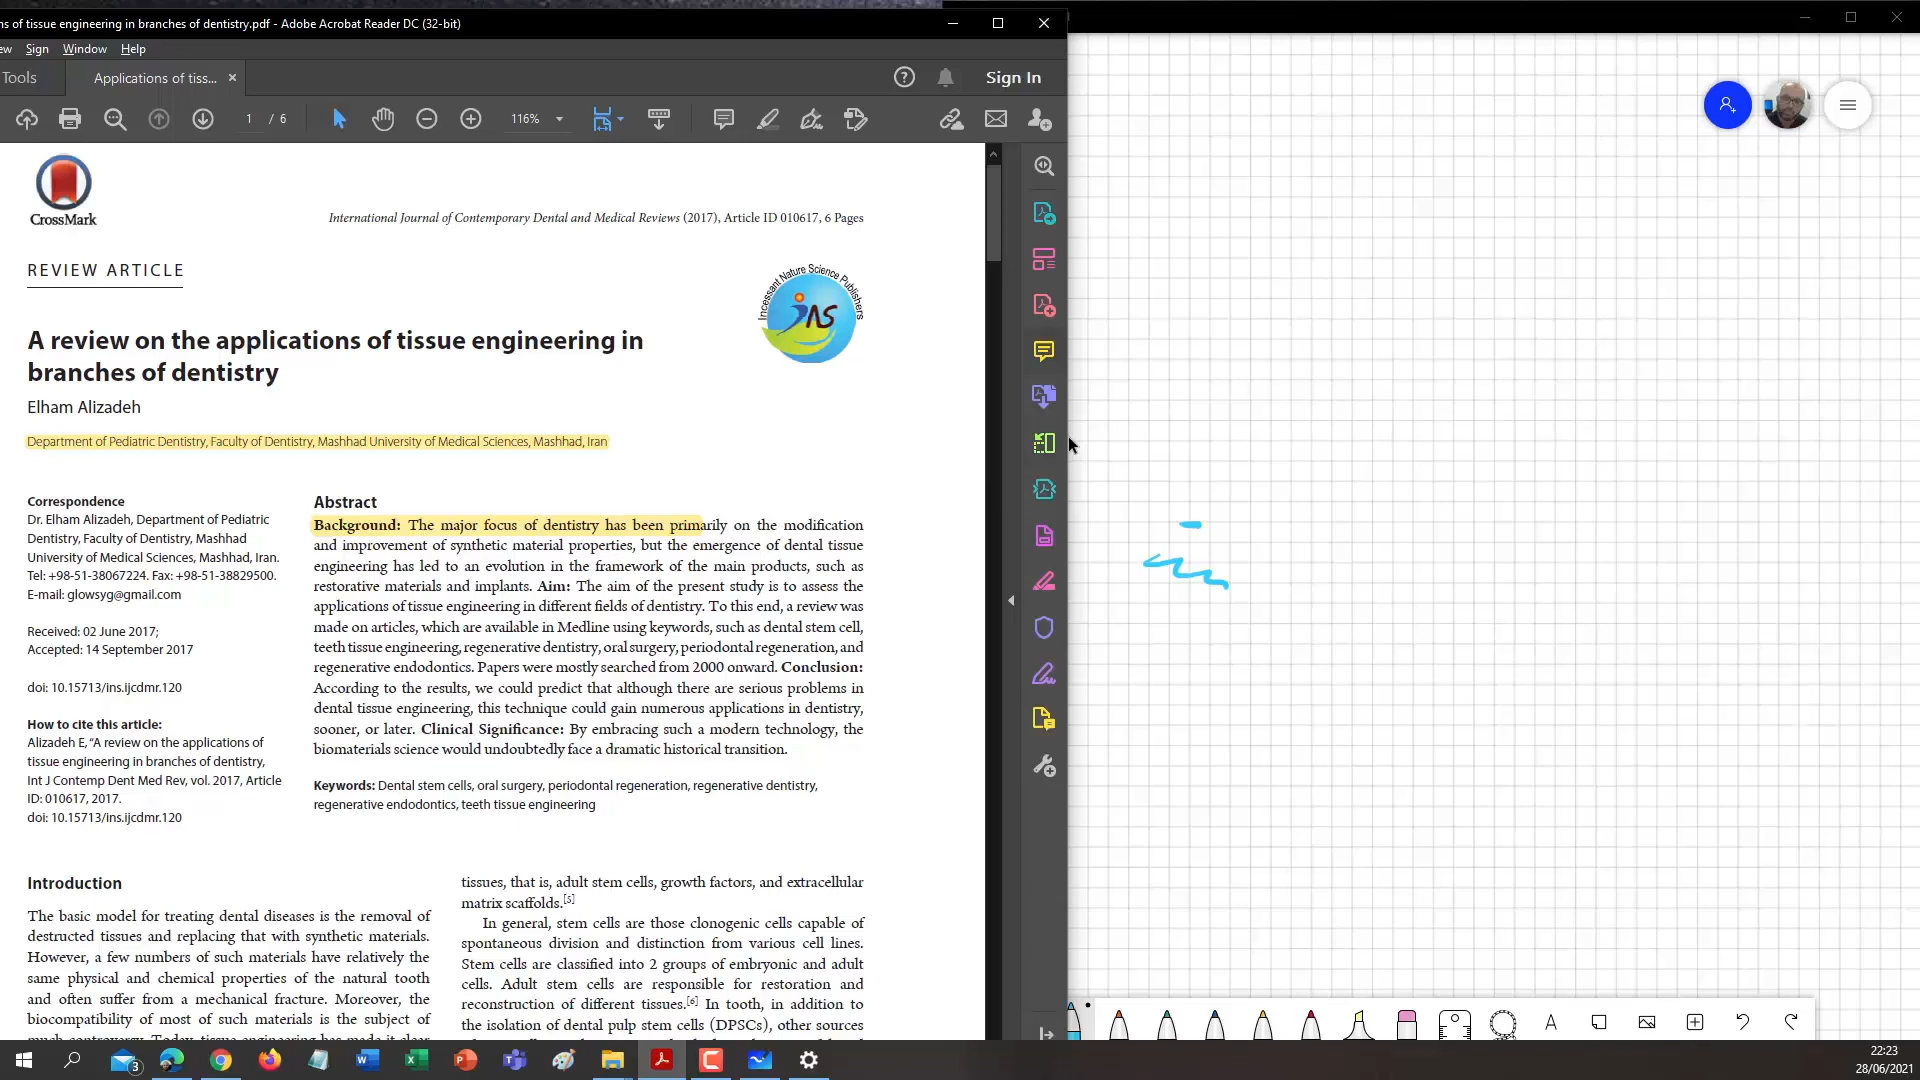 ns of tissue engineering in branches of dentistry.pdf - Adobe Acrobat Reader DC (32-bit)
ew Sign Window Help
Tools Applications of tiss... Sign In
1 / 6 116%
CrossMark
International Journal of Contemporary Dental and Medical Reviews (2017), Article ID 010617, 6 Pages
REVIEW ARTICLE
Incessant Nature Science Publishers
iNS
A review on the applications of tissue engineering in
branches of dentistry
Elham Alizadeh
Department of Pediatric Dentistry, Faculty of Dentistry, Mashhad University of Medical Sciences, Mashhad, Iran
Correspondence
Dr. Elham Alizadeh, Department of Pediatric
Dentistry, Faculty of Dentistry, Mashhad
University of Medical Sciences, Mashhad, Iran.
Tel: +98-51-38067224. Fax: +98-51-38829500.
E-mail: glowsyg@gmail.com
Received: 02 June 2017;
Accepted: 14 September 2017
doi: 10.15713/ins.ijcdmr.120
How to cite this article:
Alizadeh E, “A review on the applications of
tissue engineering in branches of dentistry,
Int J Contemp Dent Med Rev, vol. 2017, Article
ID: 010617, 2017.
doi: 10.15713/ins.ijcdmr.120
Abstract
Background: The major focus of dentistry has been primarily on the modification
and improvement of synthetic material properties, but the emergence of dental tissue
engineering has led to an evolution in the framework of the main products, such as
restorative materials and implants. Aim: The aim of the present study is to assess the
applications of tissue engineering in different fields of dentistry. To this end, a review was
made on articles, which are available in Medline using keywords, such as dental stem cell,
teeth tissue engineering, regenerative dentistry, oral surgery, periodontal regeneration, and
regenerative endodontics. Papers were mostly searched from 2000 onward. Conclusion:
According to the results, we could predict that although there are serious problems in
dental tissue engineering, this technique could gain numerous applications in dentistry,
sooner, or later. Clinical Significance: By embracing such a modern technology, the
biomaterials science would undoubtedly face a dramatic historical transition.
Keywords: Dental stem cells, oral surgery, periodontal regeneration, regenerative dentistry,
regenerative endodontics, teeth tissue engineering
Introduction
The basic model for treating dental diseases is the removal of
destructed tissues and replacing that with synthetic materials.
However, a few numbers of such materials have relatively the
same physical and chemical properties of the natural tooth
and often suffer from a mechanical fracture. Moreover, the
biocompatibility of most of such materials is the subject of
much controversy. Today, tissue engineering has made it clear
tissues, that is, adult stem cells, growth factors, and extracellular
matrix scaffolds.[5]
In general, stem cells are those clonogenic cells capable of
spontaneous division and distinction from various cell lines.
Stem cells are classified into 2 groups of embryonic and adult
cells. Adult stem cells are responsible for restoration and
reconstruction of different tissues.[6] In tooth, in addition to
the isolation of dental pulp stem cells (DPSCs), other sources
3
22:23
28/06/2021